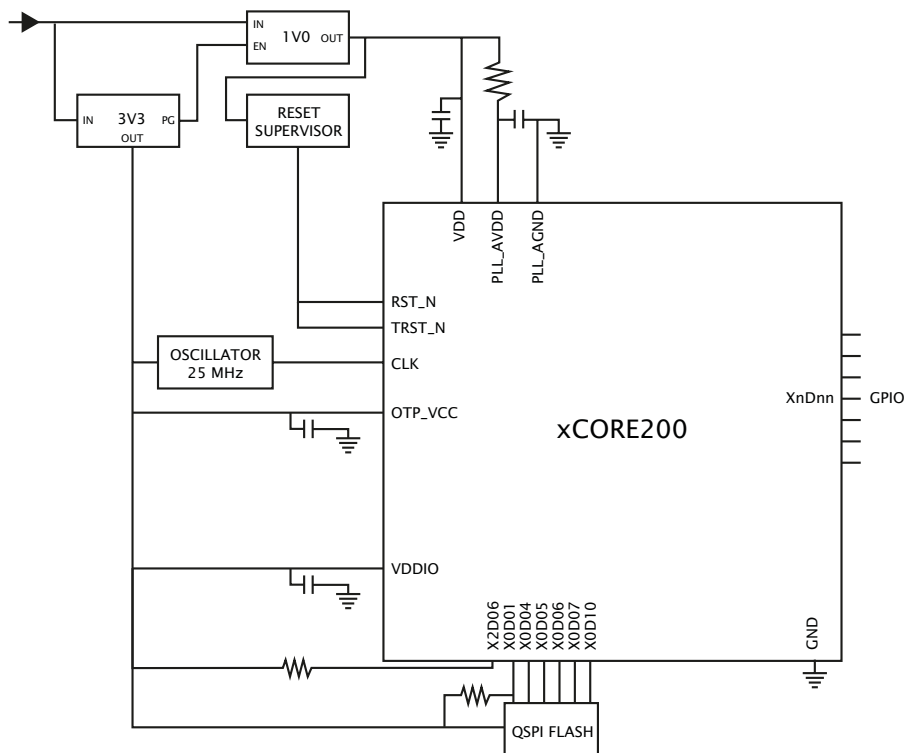 IN
1V0
OUT
EN
IN
3V3
PG
OUT
RESET
SUPERVISOR
VDD
PLL_AVDD
PLL_AGND
RST_N
TRST_N
OSCILLATOR
25 MHz
CLK
XnDnn
GPIO
OTP_VCC
xCORE200
VDDIO
X2D06
X0D01
X0D04
X0D05
X0D06
X0D07
X0D10
GND
QSPI FLASH